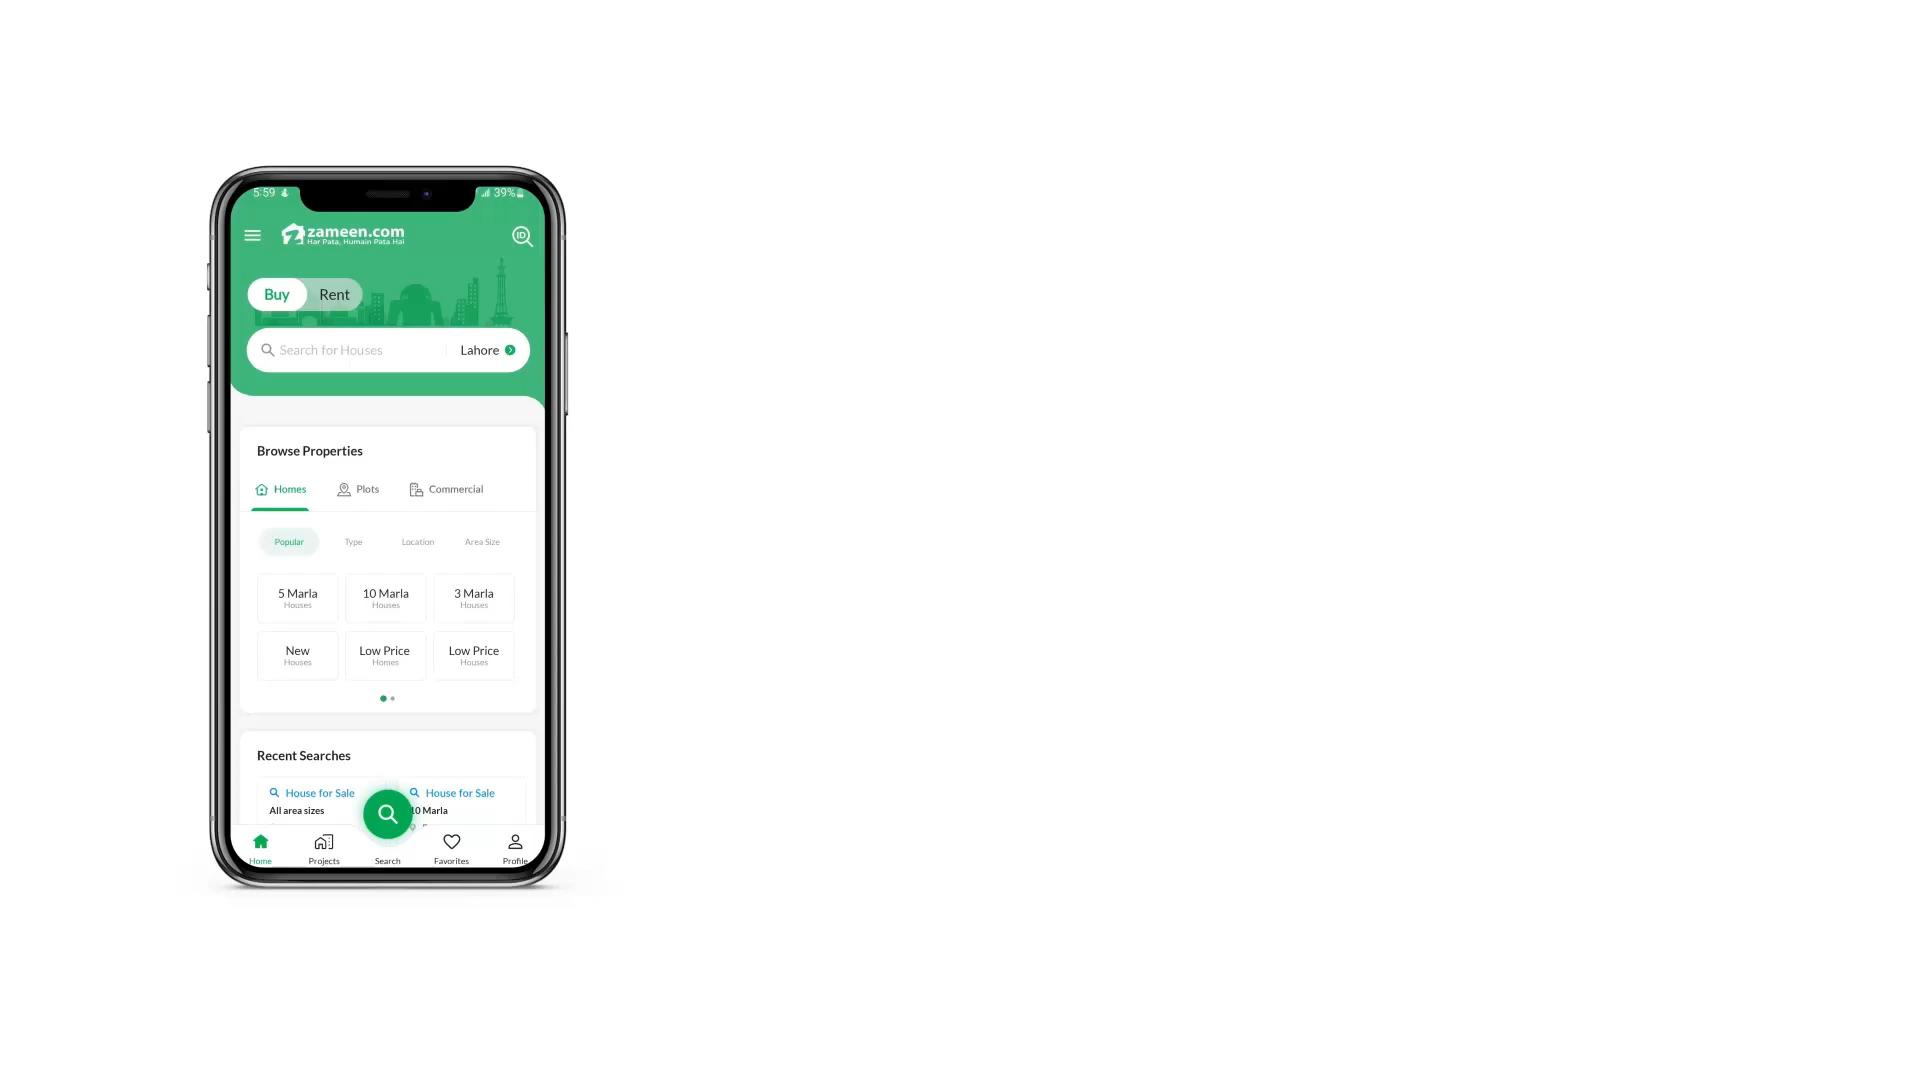 5:59
39%
zameen.com
Har Pata, Humain Pata Hai
ID
Buy Rent
Search for Houses Lahore
Browse Properties
Homes Plots Commercial
Popular Type Location Area Size
5 Marla 10 Marla 3 Marla
Houses Houses Houses
New Low Price Low Price
Houses Homes Houses
Recent Searches
House for Sale House for Sale
All area sizes 10 Marla
Home Projects Search Favorites Profile